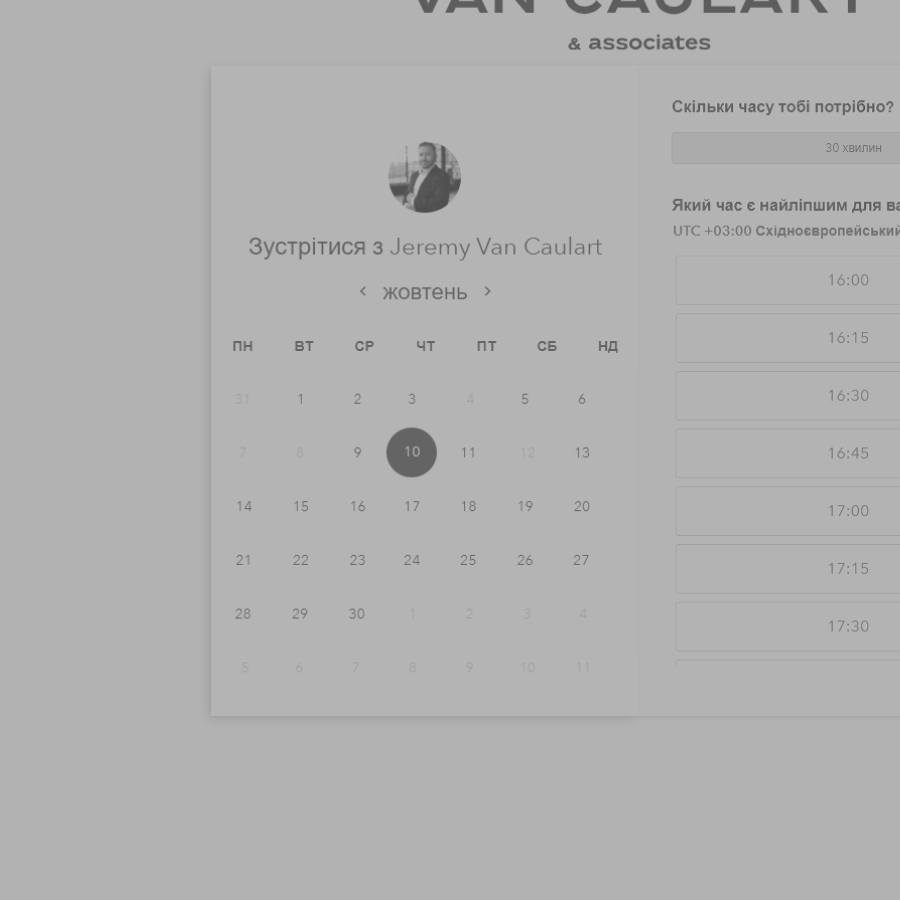 VAN CAULART
& associates
Зустрітися з Jeremy Van Caulart
жовтень
ПН ВТ СР ЧТ ПТ СБ НД
31 1 2 3 4 5 6
7 8 9 10 11 12 13
14 15 16 17 18 19 20
21 22 23 24 25 26 27
28 29 30 1 2 3 4
5 6 7 8 9 10 11
Скільки часу тобі потрібно?
30 хвилин
Який час є найліпшим для
UTC +03:00 Східноєвропейський
16:00
16:15
16:30
16:45
17:00
17:15
17:30